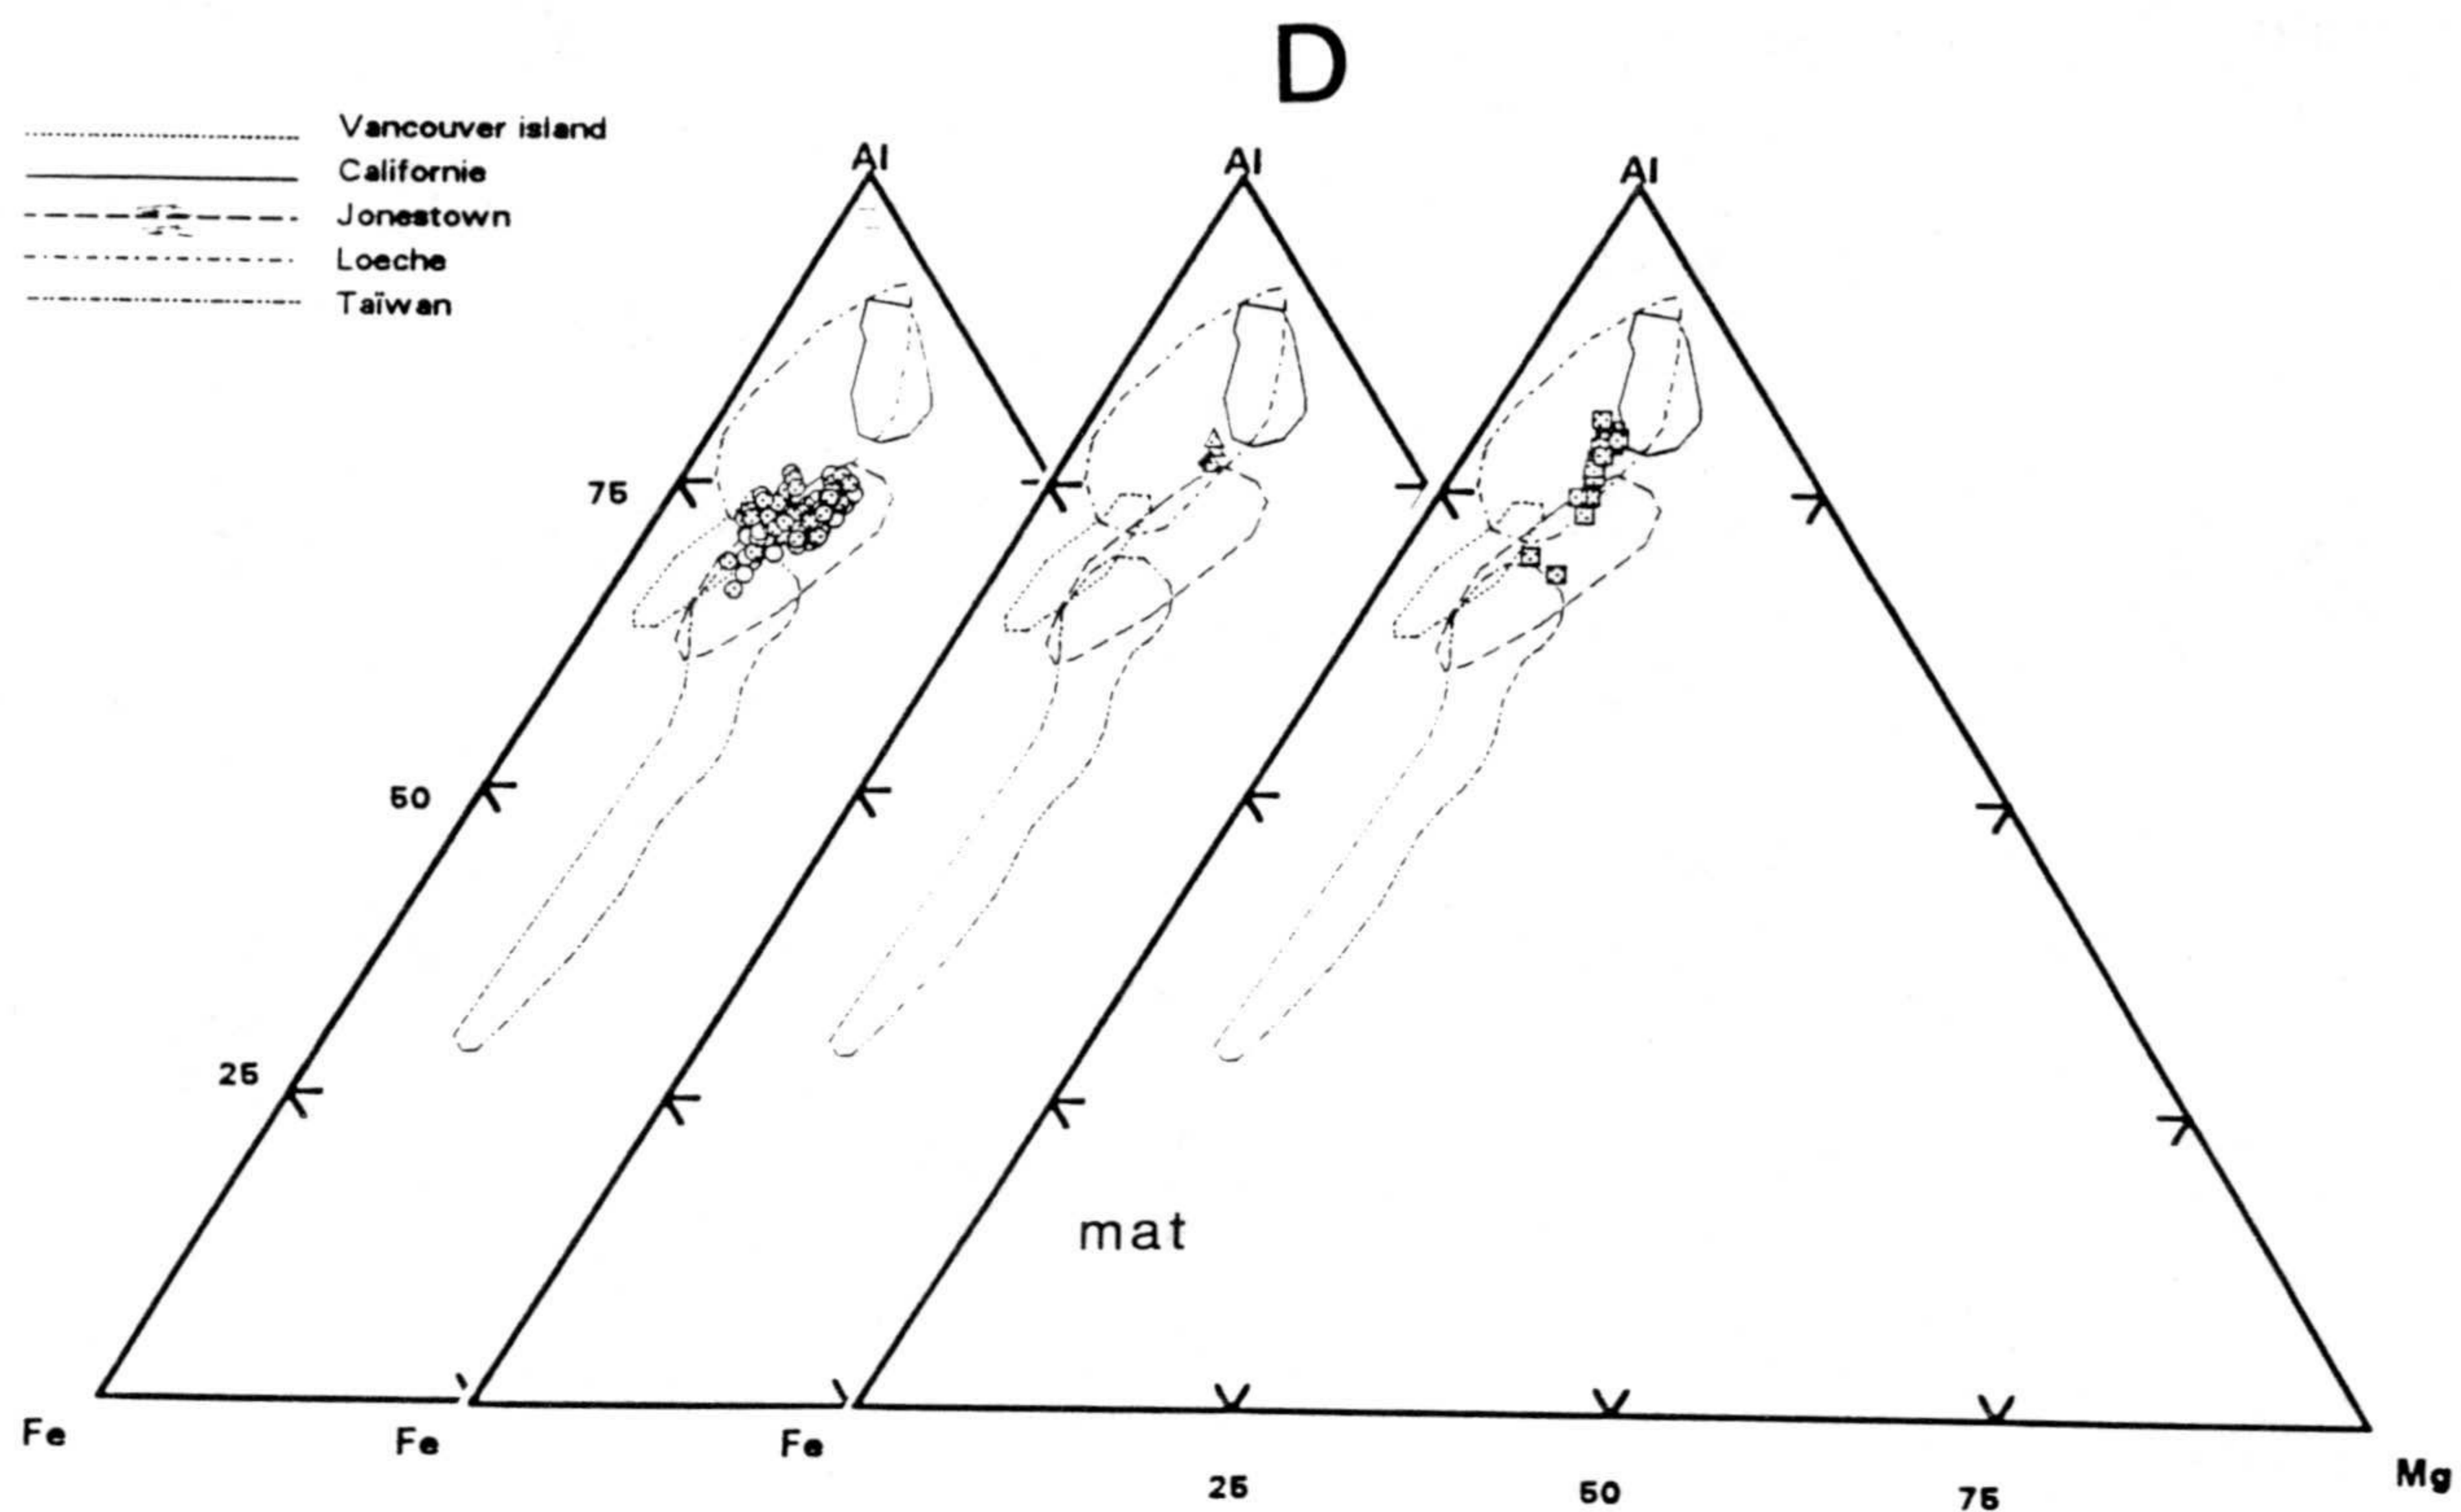 D
Vancouver island
Californie
Jonestown
Loeche
Taïwan
Al Al Al
75
50
25
mat
Fe Fe Fe Mg
25 50 75